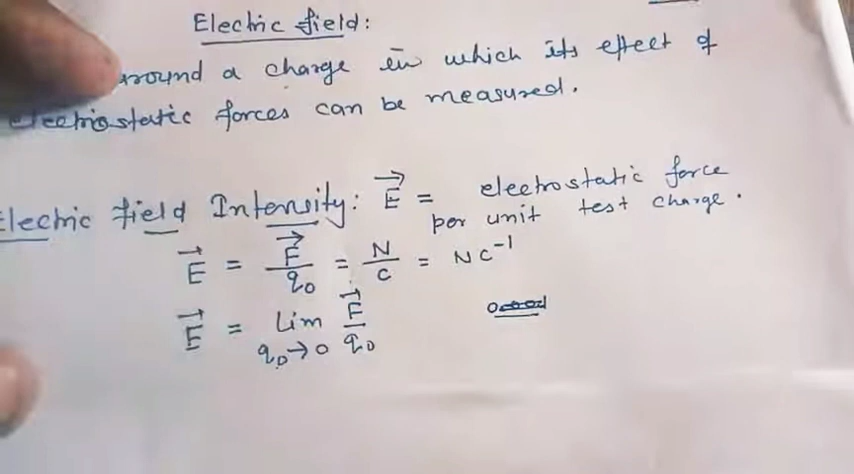 Electric field:
around a charge in which its effect of
electrostatic forces can be measured.
Electric field Intensity: E⃗ = electrostatic force
per unit test charge.
E⃗ = F⃗/q₀ = N/C = NC⁻¹
E⃗ = Lim q₀→0 F⃗/q₀